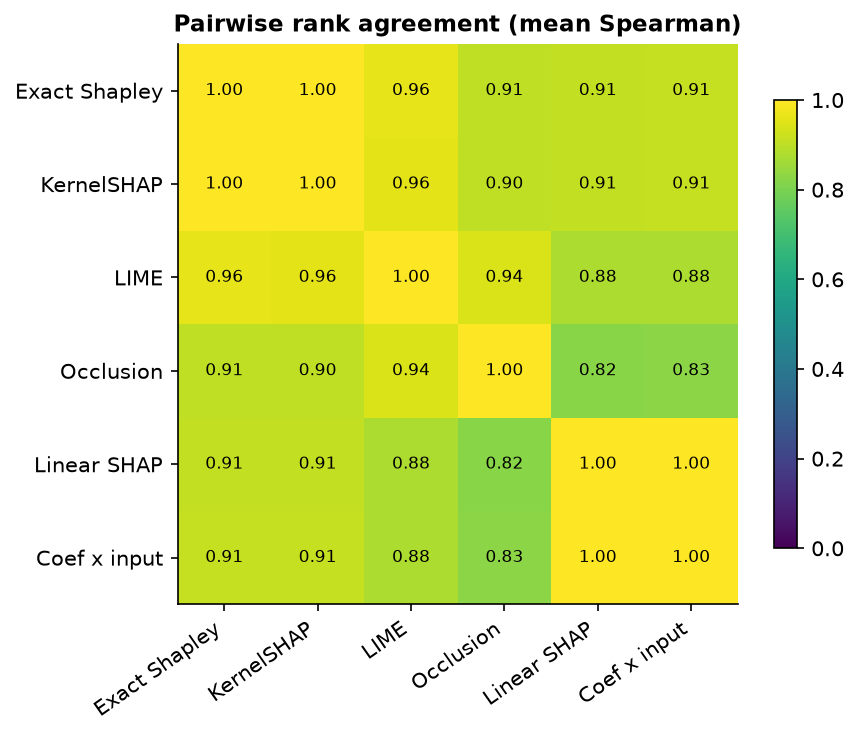 Pairwise rank agreement (mean Spearman)
Exact Shapley 1.00 1.00 0.96 0.91 0.91 0.91
KernelSHAP 1.00 1.00 0.96 0.90 0.91 0.91
LIME 0.96 0.96 1.00 0.94 0.88 0.88
Occlusion 0.91 0.90 0.94 1.00 0.82 0.83
Linear SHAP 0.91 0.91 0.88 0.82 1.00 1.00
Coef x input 0.91 0.91 0.88 0.83 1.00 1.00
Exact Shapley KernelSHAP LIME Occlusion Linear SHAP Coef x input
1.0
0.8
0.6
0.4
0.2
0.0